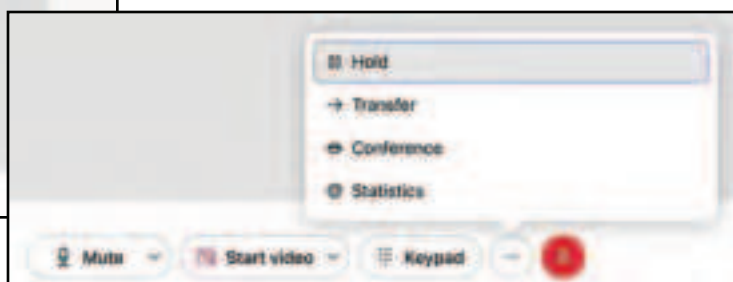 Hold
Transfer
Conference
Statistics
Mute Start video Keypad